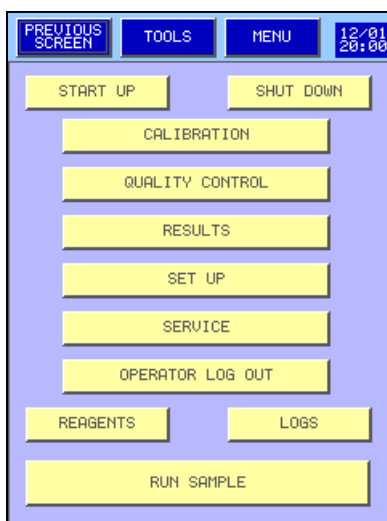 PREVIOUS
SCREEN
TOOLS
MENU
12/01
20:00
START UP
SHUT DOWN
CALIBRATION
QUALITY CONTROL
RESULTS
SET UP
SERVICE
OPERATOR LOG OUT
REAGENTS
LOGS
RUN SAMPLE